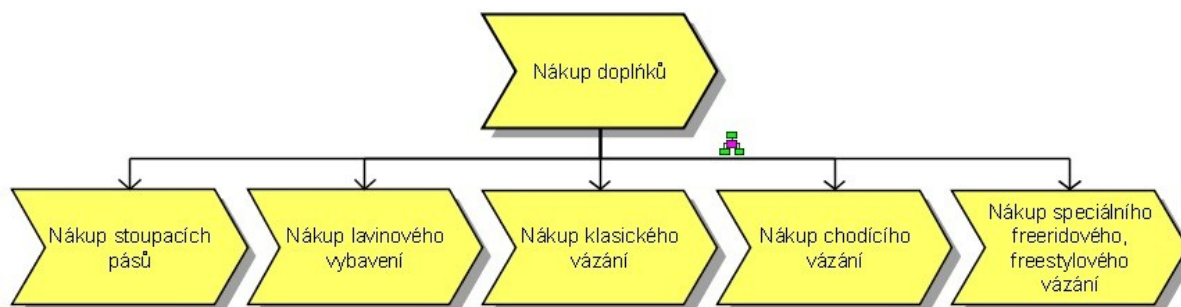 Nákup doplňků
Nákup stoupacích
pásů
Nákup lavinového
vybavení
Nákup klasického
vázání
Nákup chodícího
vázání
Nákup speciálního
freeridového,
freestylového
vázání